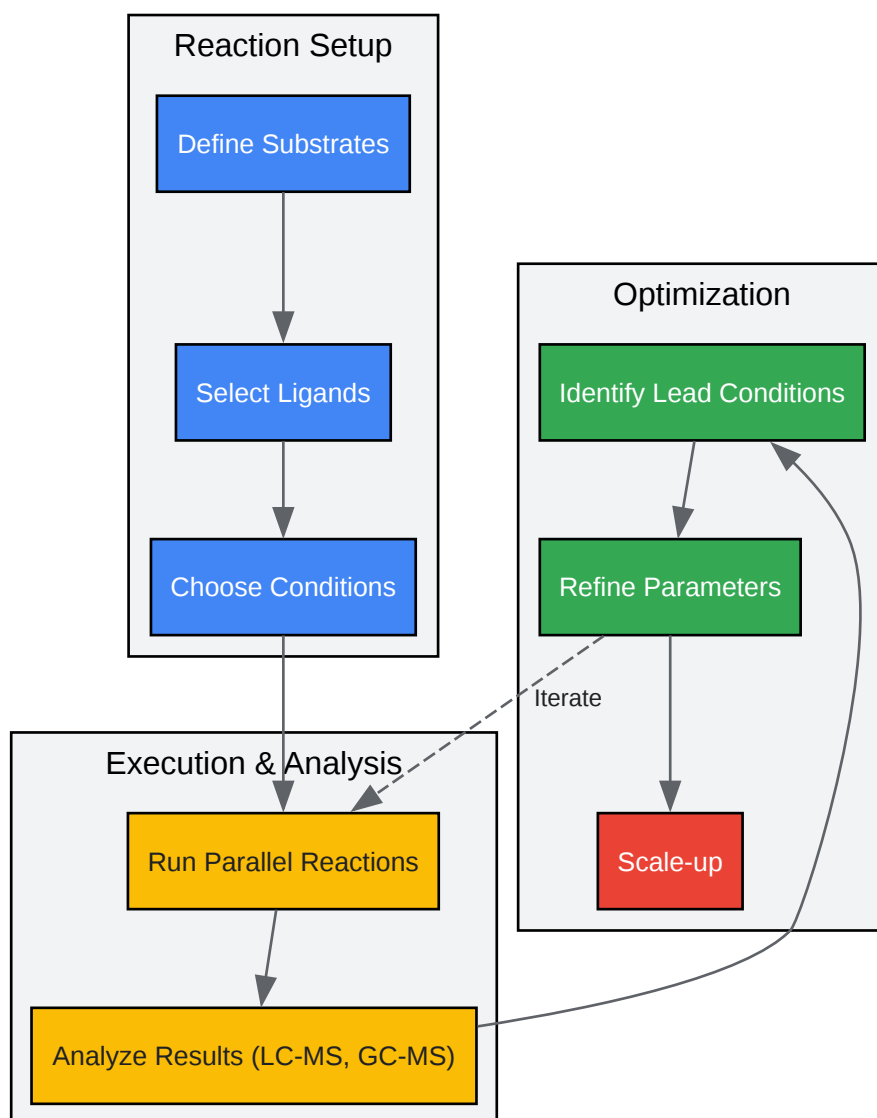 Reaction Setup
Define Substrates
Select Ligands
Choose Conditions
Optimization
Identify Lead Conditions
Refine Parameters
Iterate
Scale-up
Execution & Analysis
Run Parallel Reactions
Analyze Results (LC-MS, GC-MS)